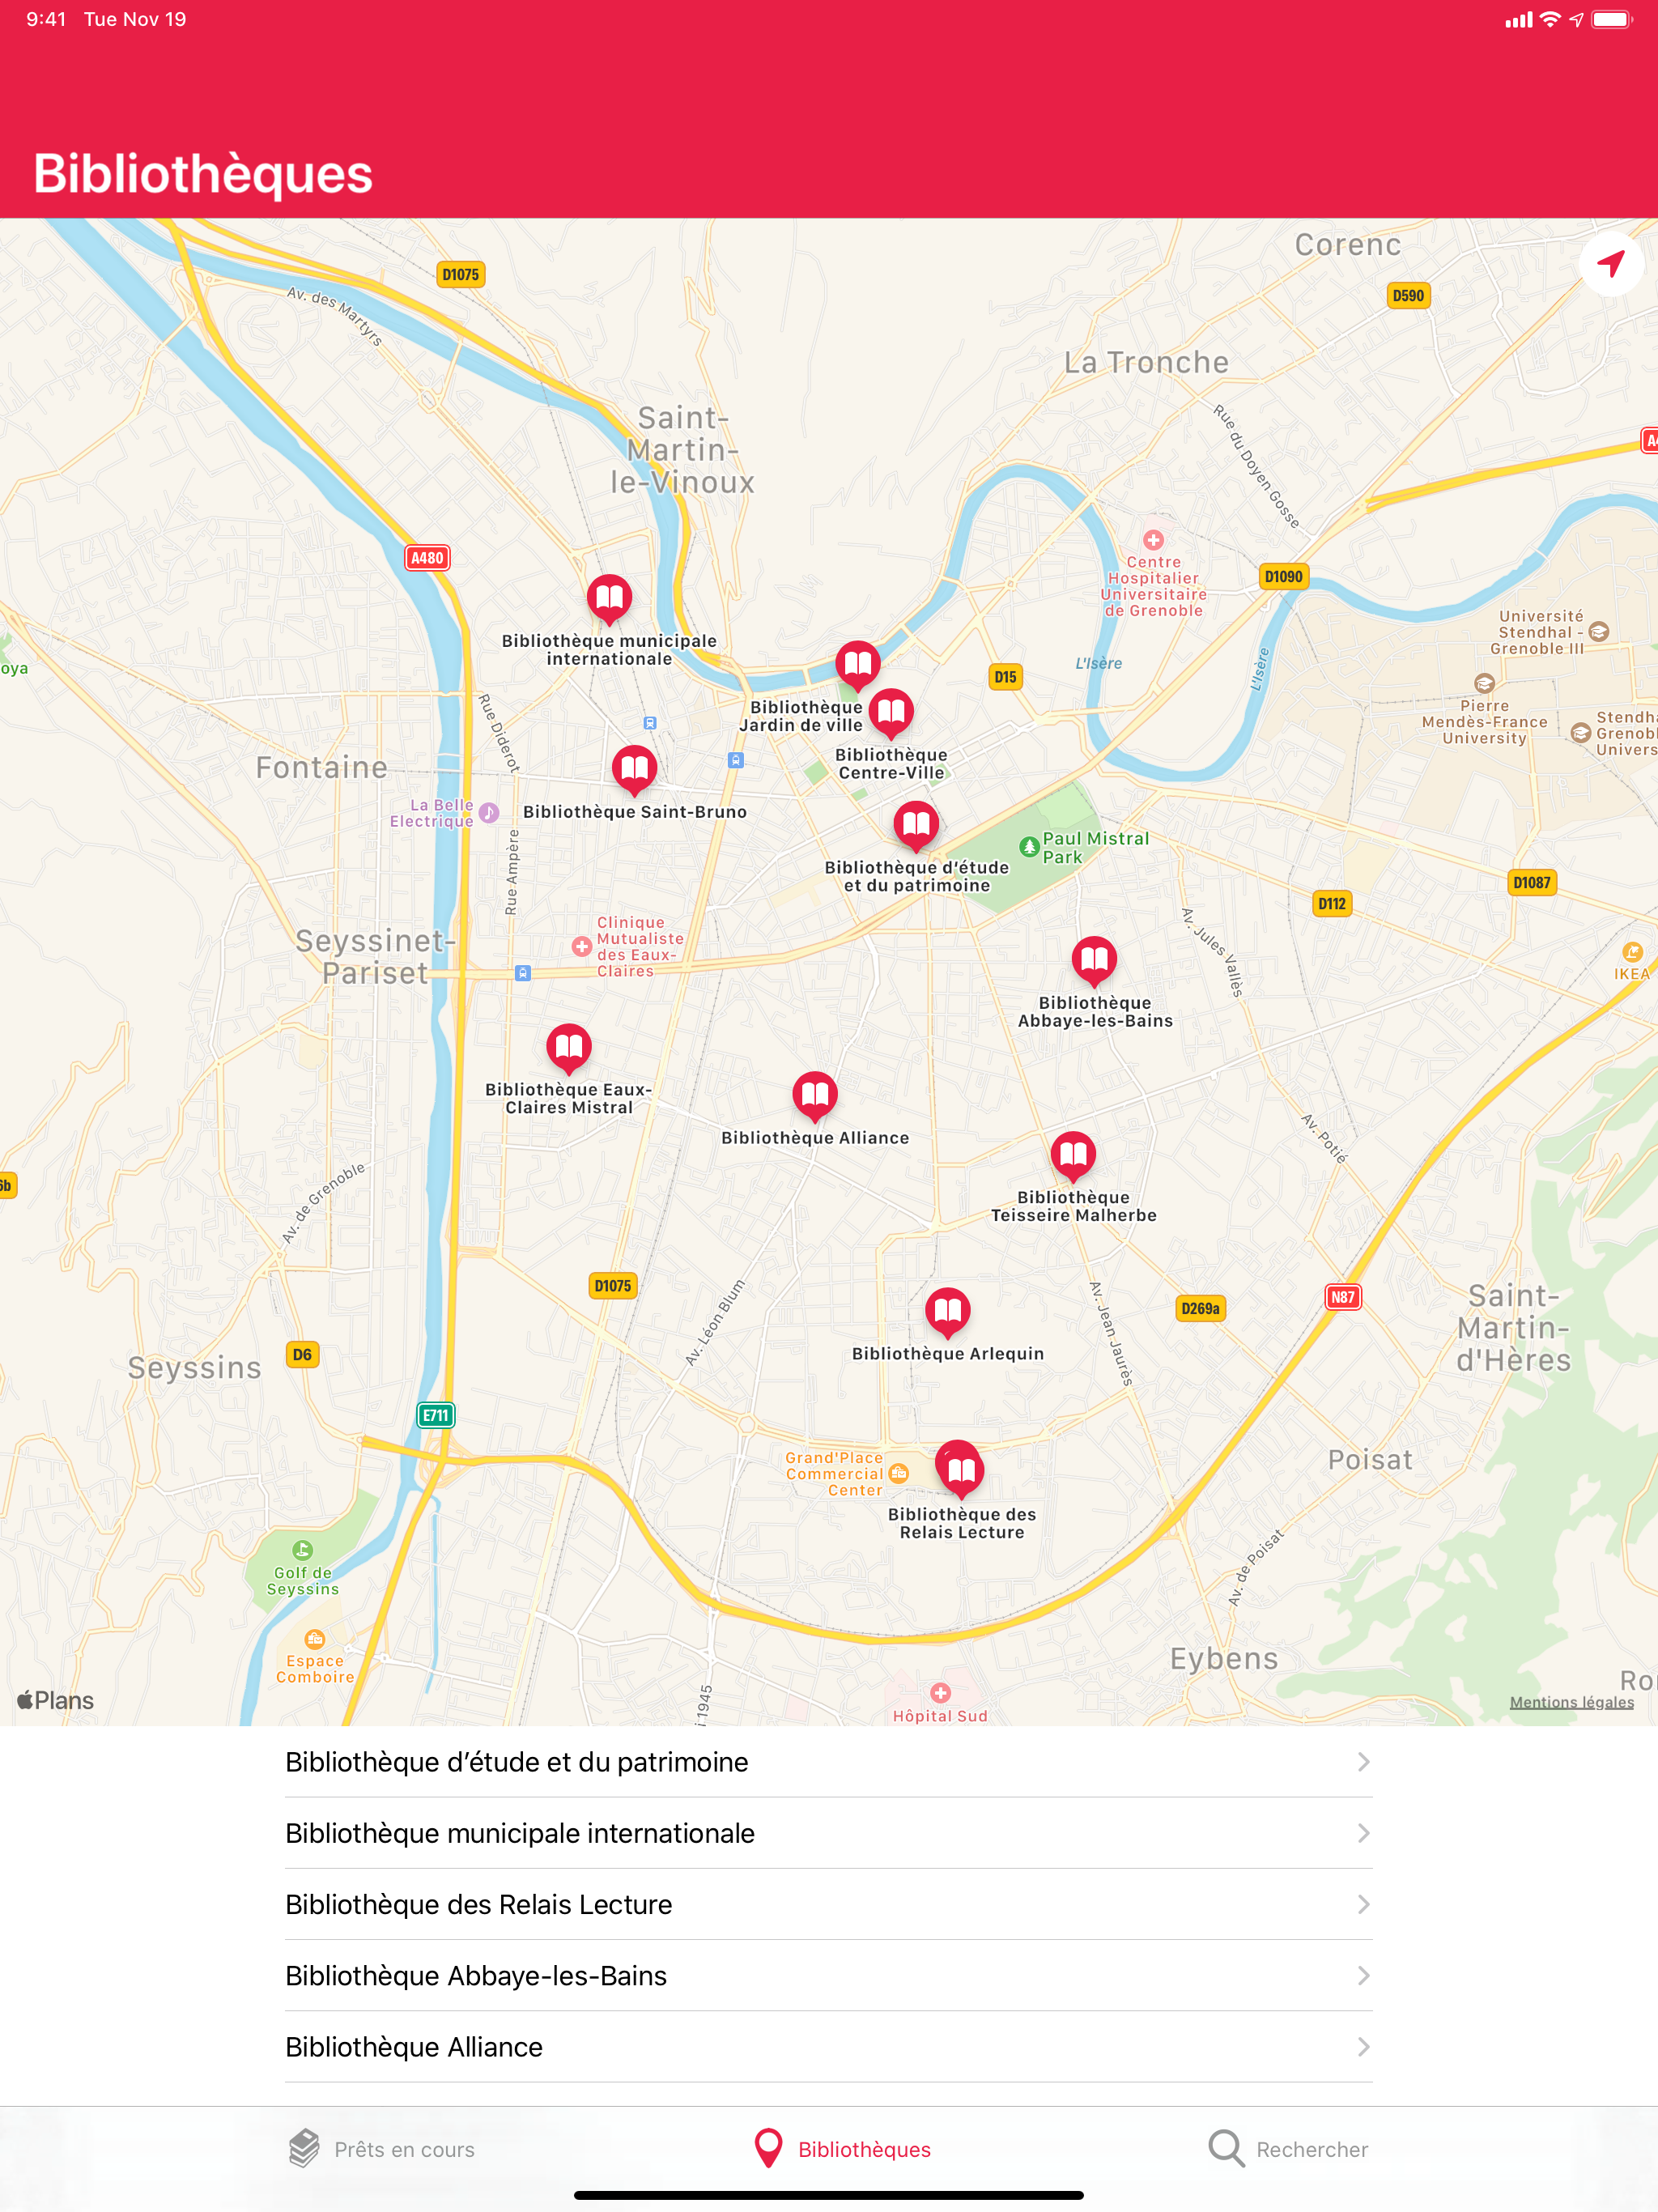 9:41 Tue Nov 19
Bibliothèques
Corenc
D1075
D590
Av. des Martyrs
La Tronche
Saint-
Martin-
le-Vinoux
Rue du Doyen Gosse
A480
Centre
Hospitalier
Universitaire
de Grenoble
D1090
Université
Stendhal -
Grenoble III
Bibliothèque municipale
internationale
oya
L'Isère
L'Isère
D15
Rue Diderot
Bibliothèque
Jardin de ville
Pierre
Mendès-France
University
Bibliothèque
Centre-Ville
Fontaine
La Belle
Electrique
Bibliothèque Saint-Bruno
Paul Mistral
Park
Rue Ampère
Bibliothèque d'étude
et du patrimoine
D1087
D112
Clinique
Mutualiste
des Eaux-
Claires
Seyssinet-
Pariset
Av. Jules Vallès
IKEA
Bibliothèque
Abbaye-les-Bains
Bibliothèque Eaux-
Claires Mistral
Bibliothèque Alliance
Av. Potié
6b
Av. de Grenoble
Bibliothèque
Teisseire Malherbe
D1075
Av. Léon Blum
Av. Jean Jaurès
D269a
N87
Saint-
Martin-
d'Hères
Bibliothèque Arlequin
D6
Seyssins
E711
Grand'Place
Commercial
Center
Poisat
Bibliothèque des
Relais Lecture
Golf de
Seyssins
Av. de Poisat
Espace
Comboire
Eybens
Plans
i 1945
Hôpital Sud
Mentions légales
Bibliothèque d’étude et du patrimoine
Bibliothèque municipale internationale
Bibliothèque des Relais Lecture
Bibliothèque Abbaye-les-Bains
Bibliothèque Alliance
Prêts en cours
Bibliothèques
Rechercher